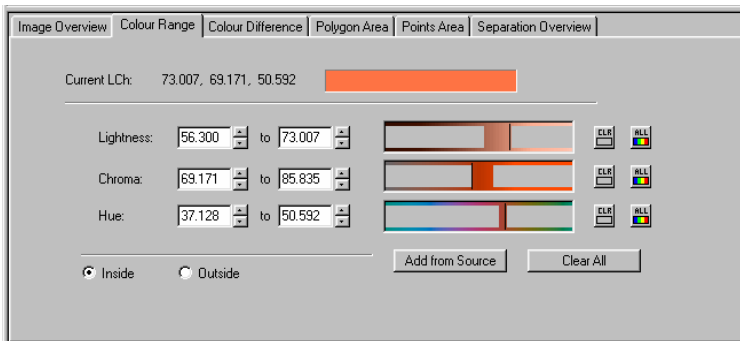 Image Overview Colour Range Colour Difference Polygon Area Points Area Separation Overview
Current LCh: 73.007, 69.171, 50.592
Lightness: 56.300 to 73.007 CLR ALL
Chroma: 69.171 to 85.835 CLR ALL
Hue: 37.128 to 50.592 CLR ALL
Add from Source Clear All
Inside Outside